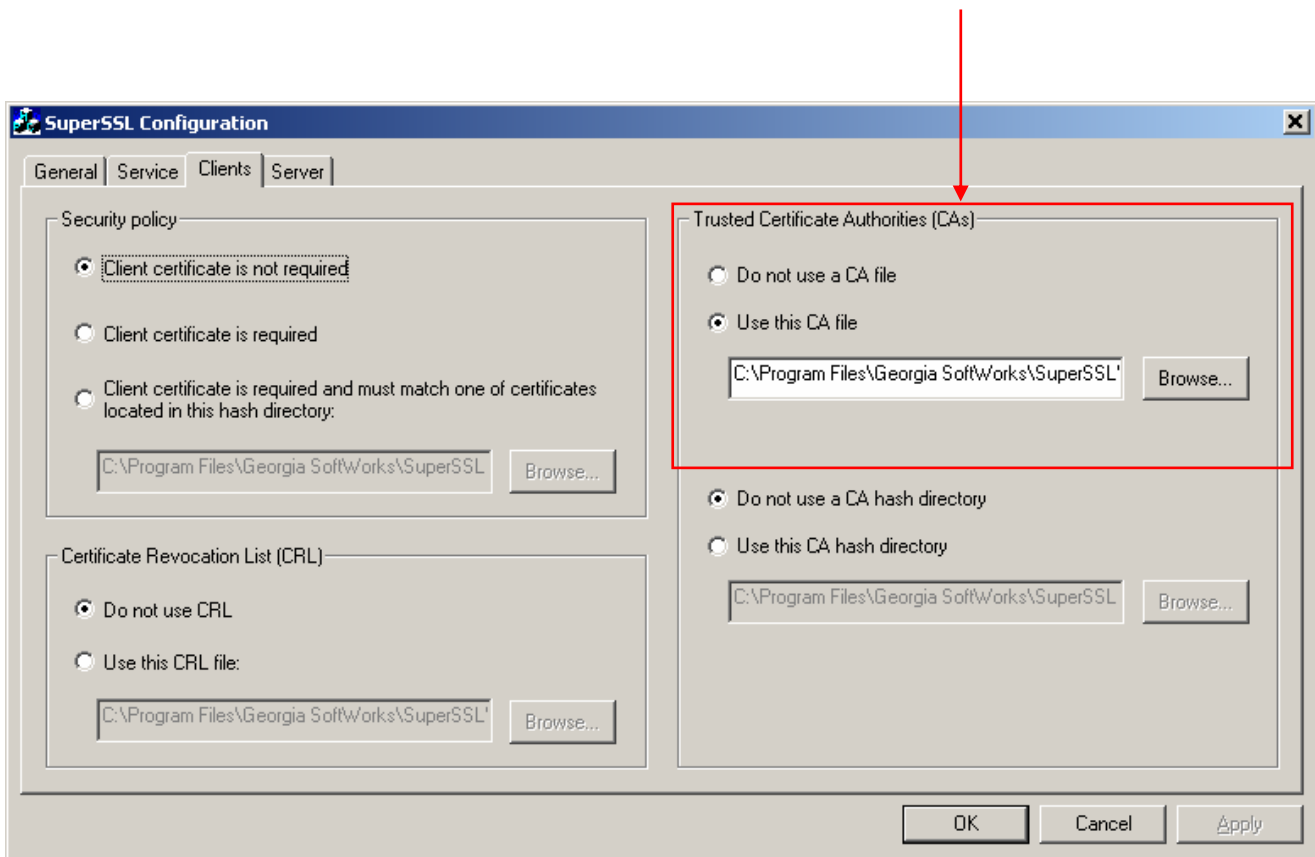 SuperSSL Configuration
General
Service
Clients
Server
Security policy
Client certificate is not required
Client certificate is required
Client certificate is required and must match one of certificates
located in this hash directory:
C:\Program Files\Georgia SoftWorks\SuperSSL
Browse...
Certificate Revocation List (CRL)
Do not use CRL
Use this CRL file:
C:\Program Files\Georgia SoftWorks\SuperSSL\
Browse...
Trusted Certificate Authorities (CAs)
Do not use a CA file
Use this CA file
C:\Program Files\Georgia SoftWorks\SuperSSL\
Browse...
Do not use a CA hash directory
Use this CA hash directory
C:\Program Files\Georgia SoftWorks\SuperSSL
Browse...
OK
Cancel
Apply